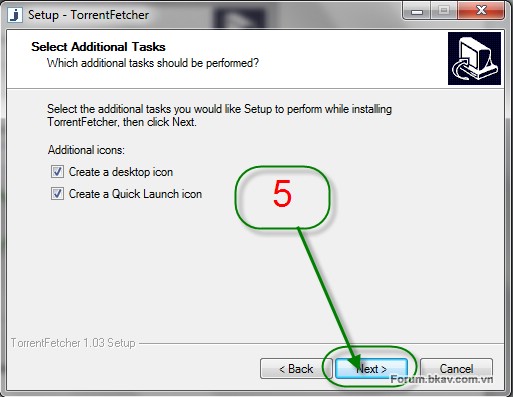 Setup - TorrentFetcher
Select Additional Tasks
Which additional tasks should be performed?
Select the additional tasks you would like Setup to perform while installing
TorrentFetcher, then click Next.
Additional icons:
Create a desktop icon
Create a Quick Launch icon
5
TorrentFetcher 1.03 Setup
< Back
Next >
Cancel
Forum.bkav.com.vn